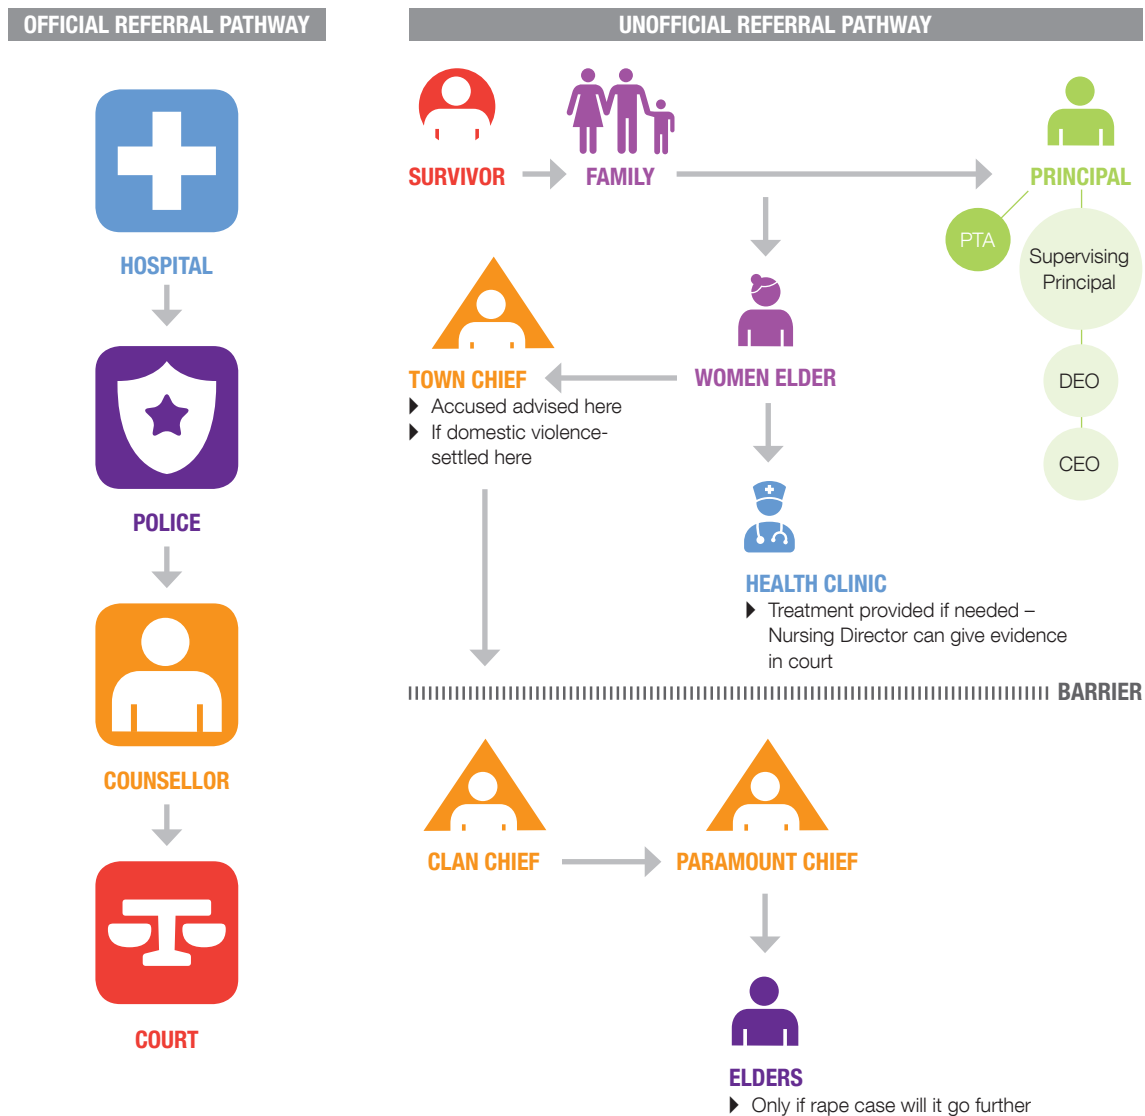 OFFICIAL REFERRAL PATHWAY
HOSPITAL
POLICE
COUNSELLOR
COURT
UNOFFICIAL REFERRAL PATHWAY
SURVIVOR
FAMILY
PRINCIPAL
PTA
Supervising
Principal
DEO
CEO
WOMEN ELDER
TOWN CHIEF
Accused advised here
If domestic violence-
settled here
HEALTH CLINIC
Treatment provided if needed –
Nursing Director can give evidence
in court
BARRIER
CLAN CHIEF
PARAMOUNT CHIEF
ELDERS
Only if rape case will it go further